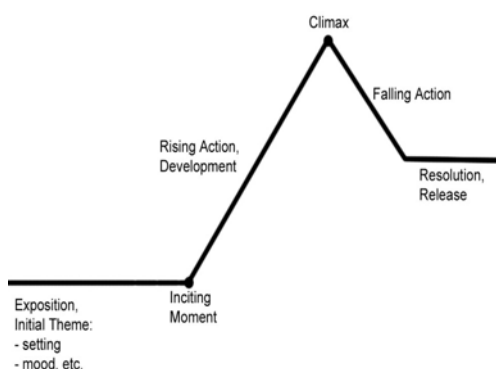 Climax
Falling Action
Rising Action,
Development
Resolution,
Release
Inciting
Moment
Exposition,
Initial Theme:
- setting
- mood, etc.